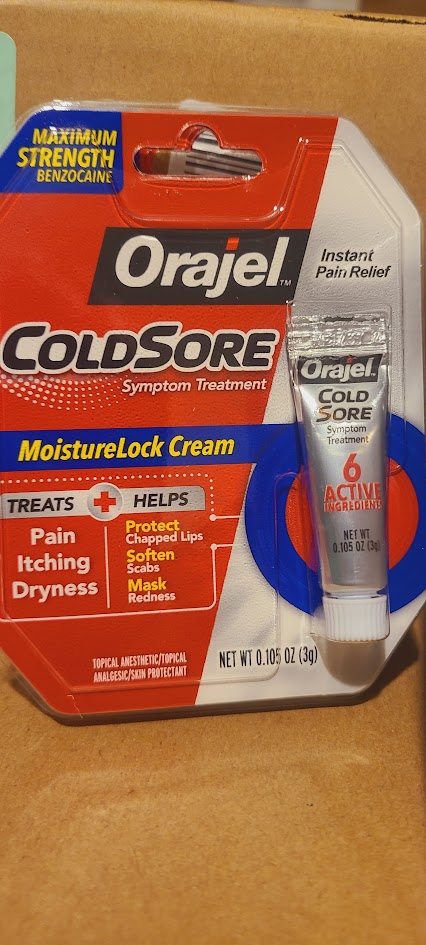 MAXIMUM
STRENGTH
BENZOCAINE
Orajel™
Instant
Pain Relief
COLDSORE
Symptom Treatment
MoistureLock Cream
TREATS + HELPS
Pain
Itching
Dryness
Protect
Chapped Lips
Soften
Scabs
Mask
Redness
TOPICAL ANESTHETIC/TOPICAL
ANALGESIC/SKIN PROTECTANT
NET WT 0.105 OZ (3g)
Orajel™
COLD
SORE
Symptom
Treatment
6
ACTIVE
INGREDIENTS
NET WT
0.105 OZ (3g)